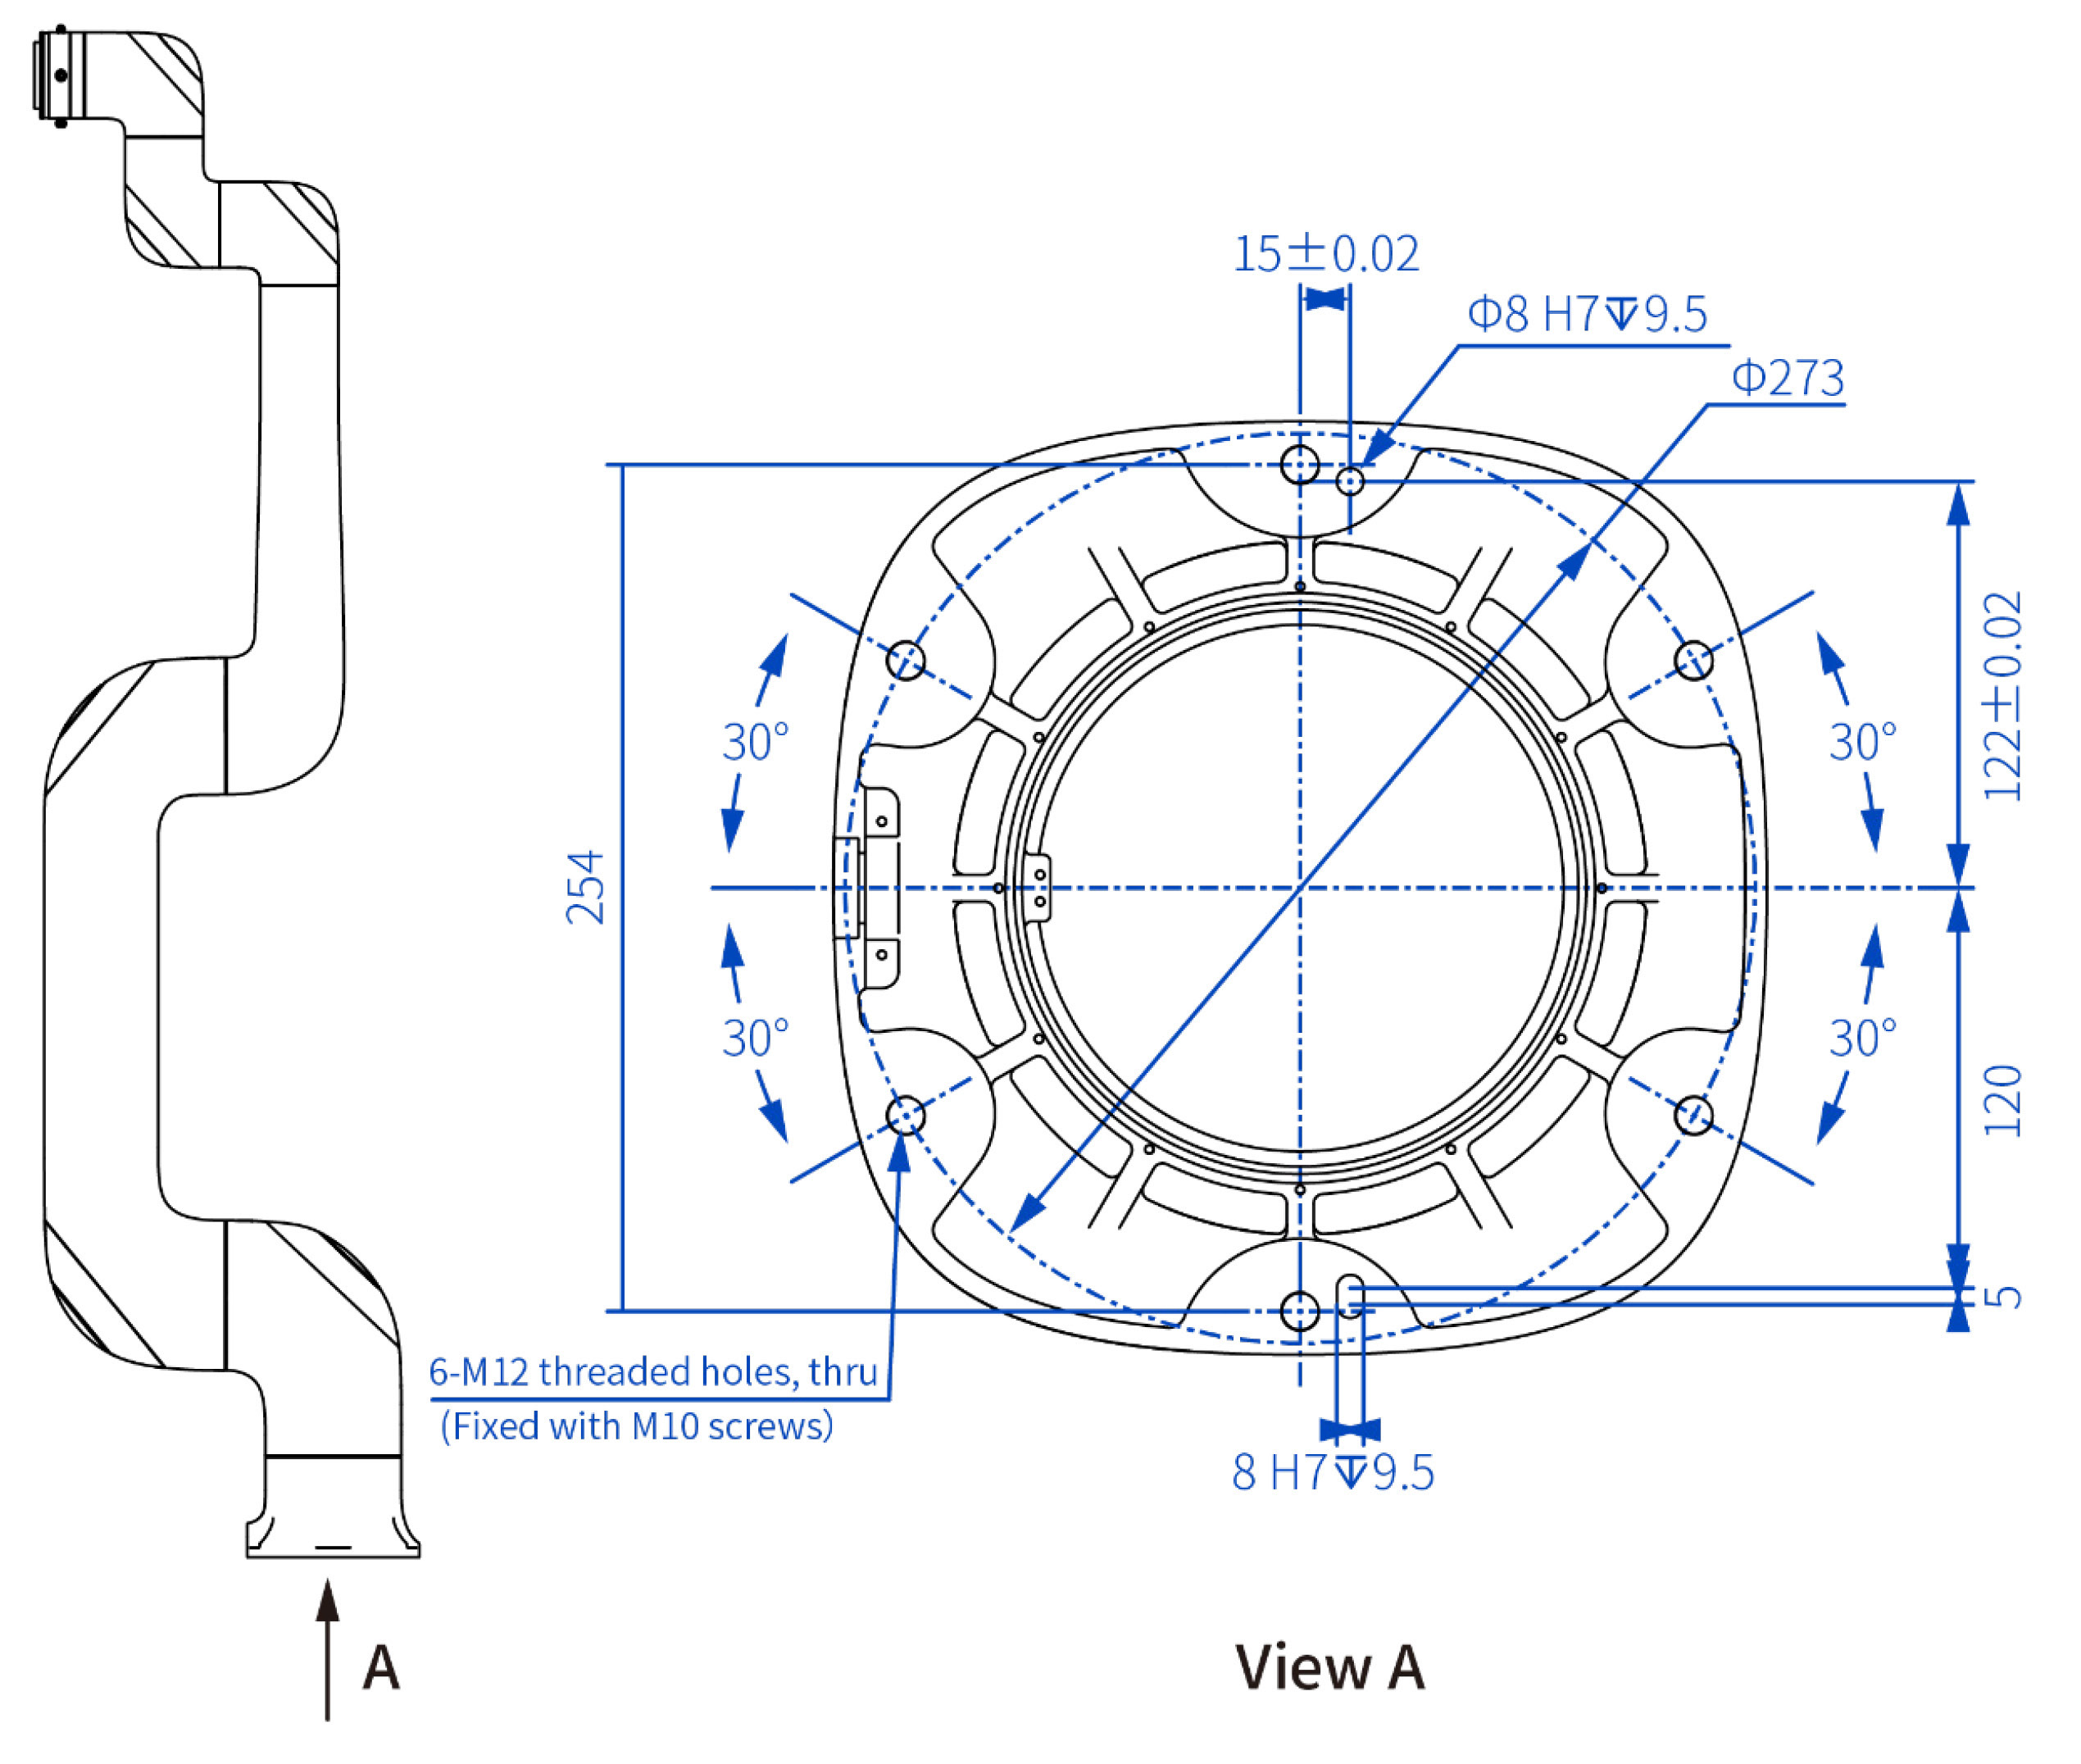 15±0.02
Φ8 H7↧9.5
Φ273
30°
30°
122±0.02
254
30°
30°
120
5
6-M12 threaded holes, thru
(Fixed with M10 screws)
8 H7↧9.5
A
View A